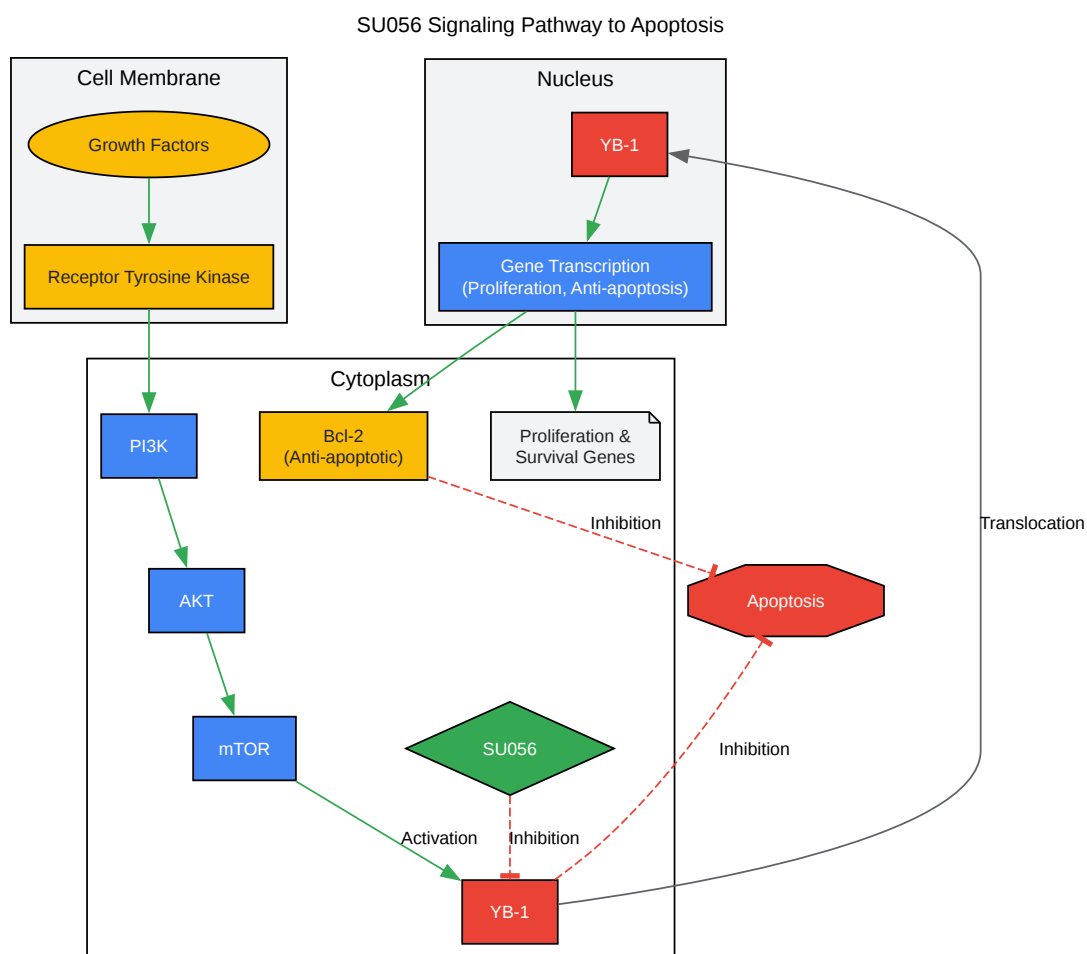 SU056 Signaling Pathway to Apoptosis
Cell Membrane
Growth Factors
Receptor Tyrosine Kinase
Nucleus
YB-1
Gene Transcription
(Proliferation, Anti-apoptosis)
Cytoplasm
PI3K
Bcl-2
(Anti-apoptotic)
Proliferation &
Survival Genes
Inhibition
Translocation
AKT
Apoptosis
mTOR
SU056
Inhibition
Activation
Inhibition
YB-1